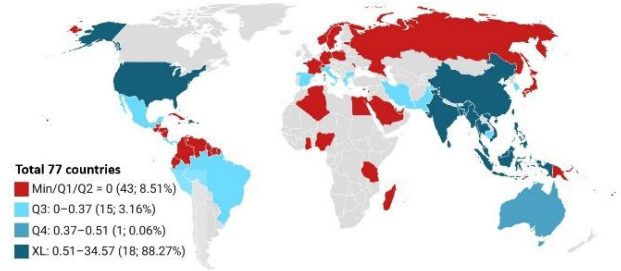 Total 77 countries
Min/Q1/Q2 = 0 (43; 8.51%)
Q3: 0–0.37 (15; 3.16%)
Q4: 0.37–0.51 (1; 0.06%)
XL: 0.51–34.57 (18; 88.27%)